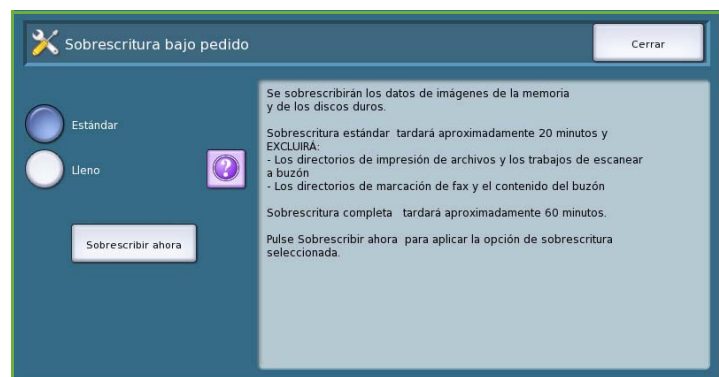 Sobrescritura bajo pedido
Cerrar
Estándar
Lleno
?
Sobrescribir ahora
Se sobrescribirán los datos de imágenes de la memoria
y de los discos duros.
Sobrescritura estándar tardará aproximadamente 20 minutos y
EXCLUIRÁ:
- Los directorios de impresión de archivos y los trabajos de escanear
a buzón
- Los directorios de marcación de fax y el contenido del buzón
Sobrescritura completa tardará aproximadamente 60 minutos.
Pulse Sobrescribir ahora para aplicar la opción de sobrescritura
seleccionada.